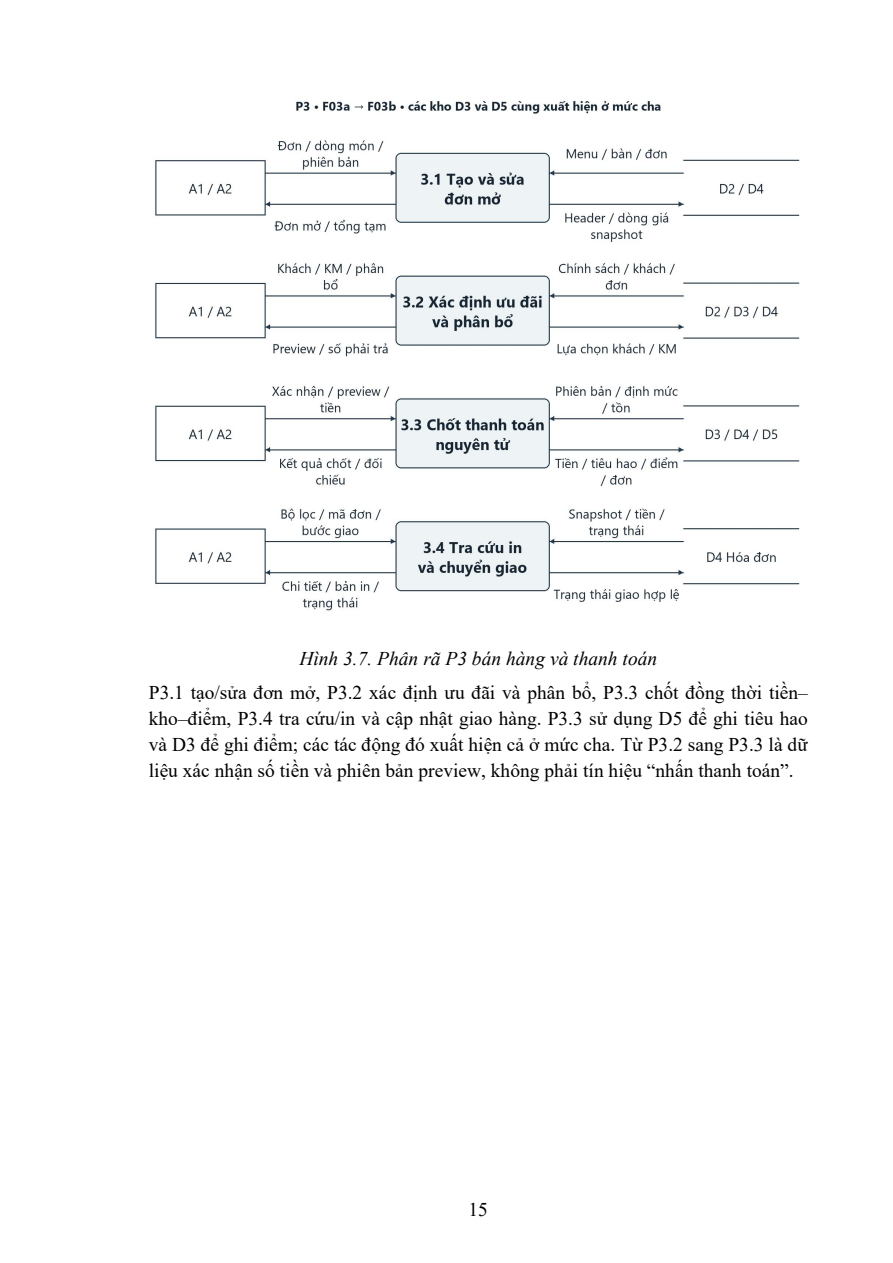 P3 • F03a → F03b • các kho D3 và D5 cùng xuất hiện ở mức cha
Đơn / dòng món /
phiên bản
Menu / bàn / đơn
A1 / A2
3.1 Tạo và sửa
đơn mở
D2 / D4
Đơn mở / tổng tạm
Header / dòng giá
snapshot
Khách / KM / phân
bổ
Chính sách / khách /
đơn
A1 / A2
3.2 Xác định ưu đãi
và phân bổ
D2 / D3 / D4
Preview / số phải trả
Lựa chọn khách / KM
Xác nhận / preview /
tiền
Phiên bản / định mức
/ tồn
A1 / A2
3.3 Chốt thanh toán
nguyên tử
D3 / D4 / D5
Kết quả chốt / đối
chiếu
Tiền / tiêu hao / điểm
/ đơn
Bộ lọc / mã đơn /
bước giao
Snapshot / tiền /
trạng thái
A1 / A2
3.4 Tra cứu in
và chuyển giao
D4 Hóa đơn
Chi tiết / bản in /
trạng thái
Trạng thái giao hợp lệ
Hình 3.7. Phân rã P3 bán hàng và thanh toán
P3.1 tạo/sửa đơn mở, P3.2 xác định ưu đãi và phân bổ, P3.3 chốt đồng thời tiền–
kho–điểm, P3.4 tra cứu/in và cập nhật giao hàng. P3.3 sử dụng D5 để ghi tiêu hao
và D3 để ghi điểm; các tác động đó xuất hiện cả ở mức cha. Từ P3.2 sang P3.3 là dữ
liệu xác nhận số tiền và phiên bản preview, không phải tín hiệu “nhấn thanh toán”.
15